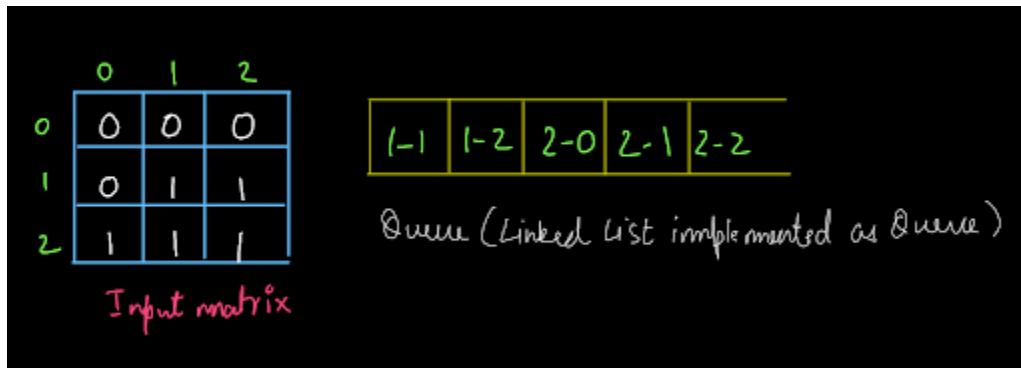 0 1 2
0 0 0 0
1 0 1 1
2 1 1 1
Input matrix
1-1 1-2 2-0 2-1 2-2
Queue (Linked List implemented as Queue)